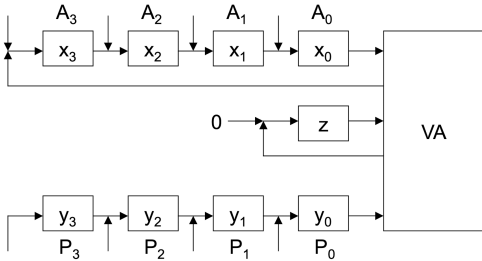 A3 A2 A1 A0
x3 x2 x1 x0
0 z VA
y3 y2 y1 y0
P3 P2 P1 P0